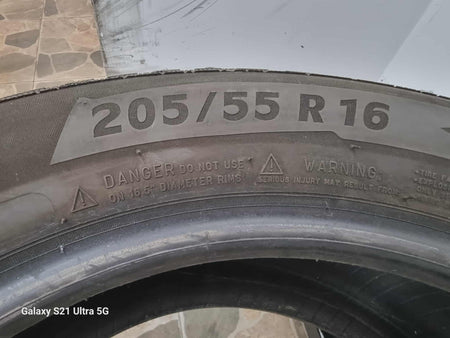 205/55 R 16
DANGER DO NOT USE
ON 16.5" DIAMETER RIMS.
WARNING:
SERIOUS INJURY MAY RESULT FROM:
Galaxy S21 Ultra 5G